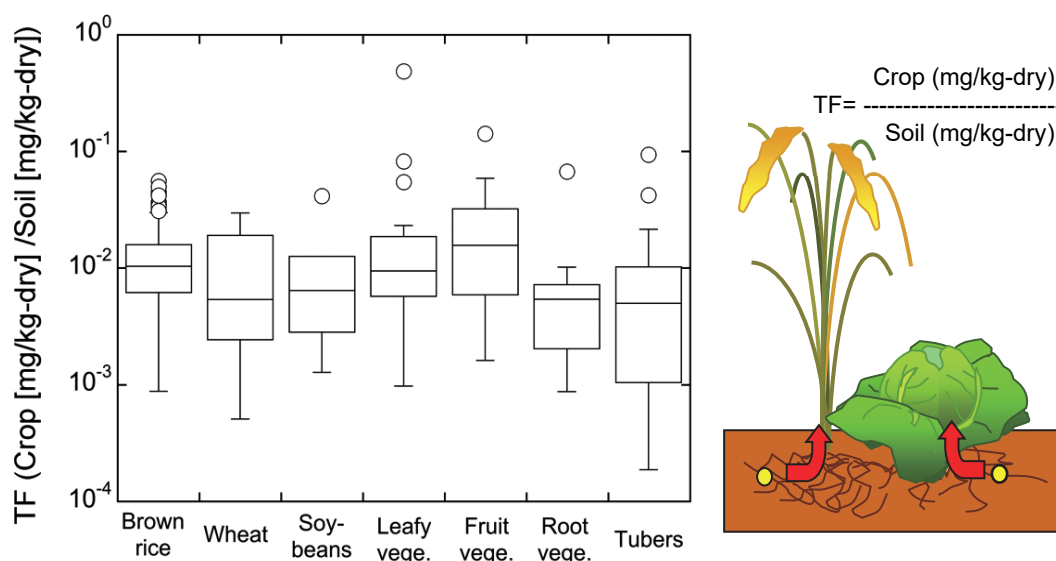 TF (Crop [mg/kg-dry] /Soil [mg/kg-dry])
10^0
10^-1
10^-2
10^-3
10^-4
Brown
rice
Wheat
Soy-
beans
Leafy
vege.
Fruit
vege.
Root
vege.
Tubers
Crop (mg/kg-dry)
TF= -------------------------
Soil (mg/kg-dry)